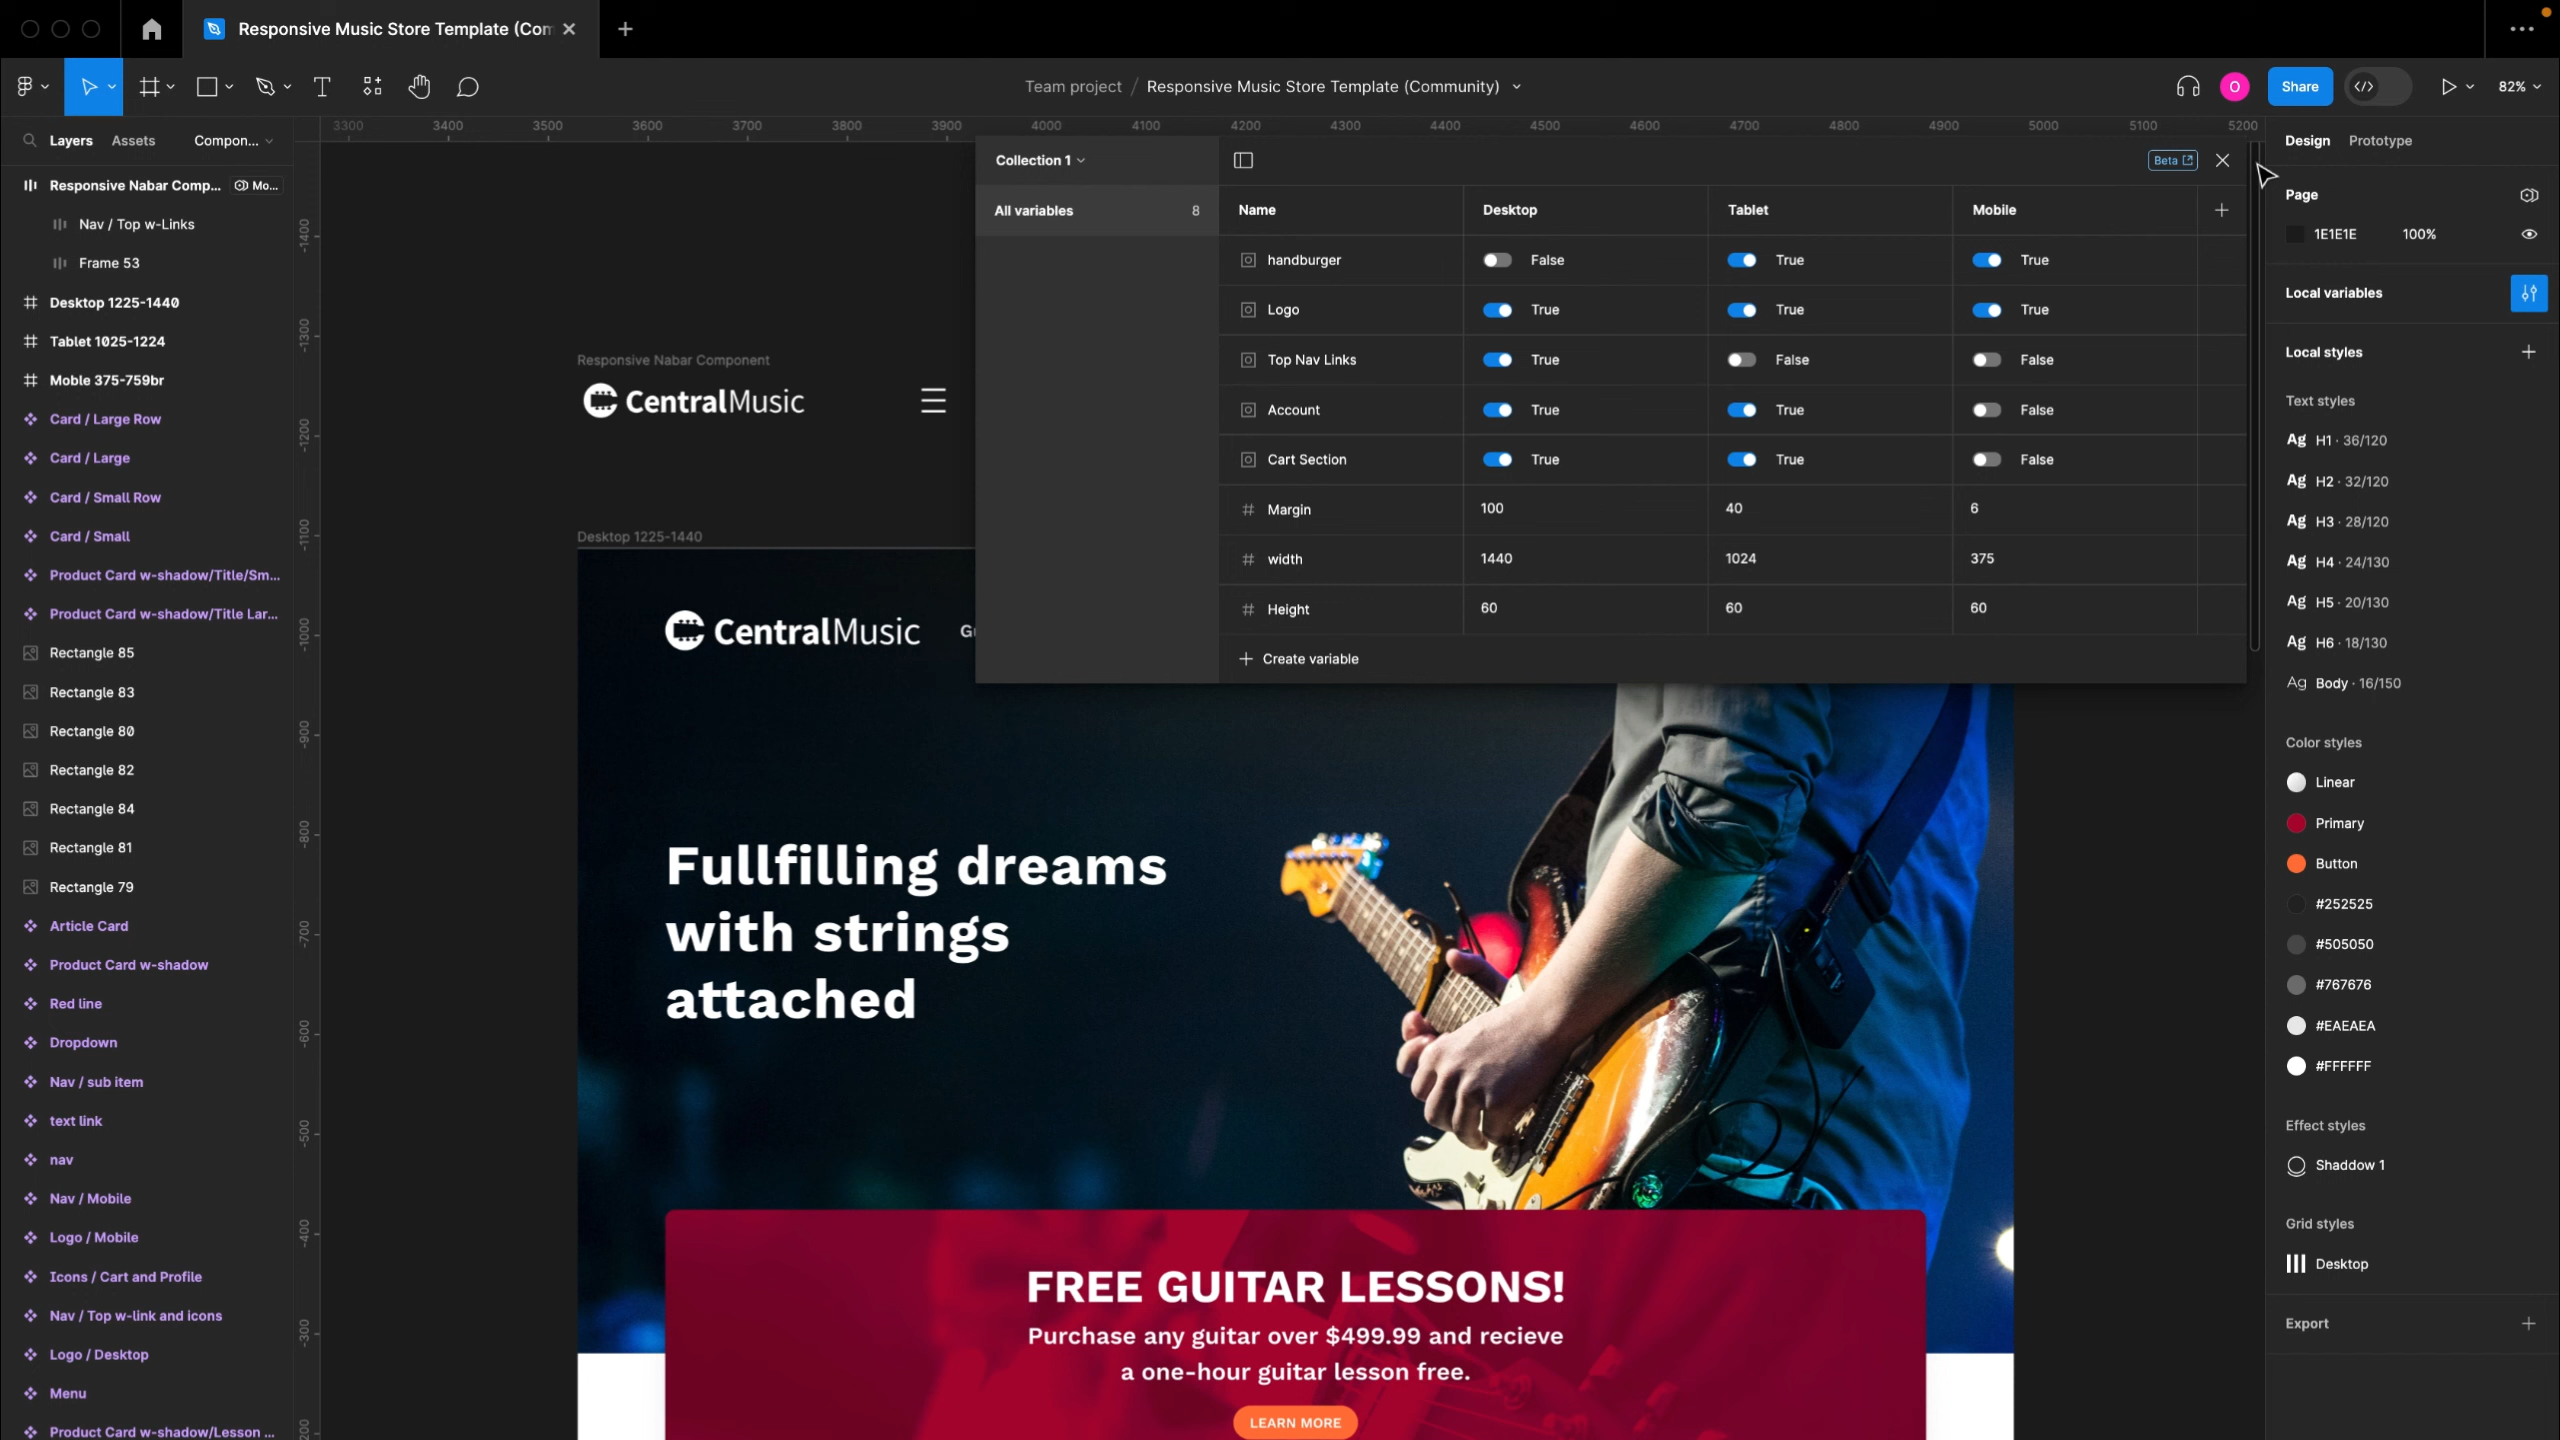 Responsive Music Store Template (Com
Team project / Responsive Music Store Template (Community)
O
Share
82%
Layers
Assets
Compon...
3300
3400
3500
3600
3700
3800
3900
4000
4100
4200
4300
4400
4500
4600
4700
4800
4900
5000
5100
5200
Responsive Nabar Comp...
Mo...
Nav / Top w-Links
Frame 53
Desktop 1225-1440
Tablet 1025-1224
Moble 375-759br
Card / Large Row
Card / Large
Card / Small Row
Card / Small
Product Card w-shadow/Title/Sm...
Product Card w-shadow/Title Lar...
Rectangle 85
Rectangle 83
Rectangle 80
Rectangle 82
Rectangle 84
Rectangle 81
Rectangle 79
Article Card
Product Card w-shadow
Red line
Dropdown
Nav / sub item
text link
nav
Nav / Mobile
Logo / Mobile
Icons / Cart and Profile
Nav / Top w-link and icons
Logo / Desktop
Menu
Product Card w-shadow/Lesson ...
-1400
-1300
-1200
-1100
-1000
-900
-800
-700
-600
-500
-400
-300
Responsive Nabar Component
CentralMusic
Desktop 1225-1440
CentralMusic
Collection 1
Beta
All variables 8
Name Desktop Tablet Mobile
handburger False True True
Logo True True True
Top Nav Links True False False
Account True True False
Cart Section True True False
Margin 100 40 6
width 1440 1024 375
Height 60 60 60
Create variable
Fullfilling dreams
with strings
attached
FREE GUITAR LESSONS!
Purchase any guitar over $499.99 and recieve
a one-hour guitar lesson free.
LEARN MORE
Design
Prototype
Page
1E1E1E 100%
Local variables
Local styles
Text styles
Ag H1 · 36/120
Ag H2 · 32/120
Ag H3 · 28/120
Ag H4 · 24/130
Ag H5 · 20/130
Ag H6 · 18/130
Ag Body · 16/150
Color styles
Linear
Primary
Button
#252525
#505050
#767676
#EAEAEA
#FFFFFF
Effect styles
Shaddow 1
Grid styles
Desktop
Export